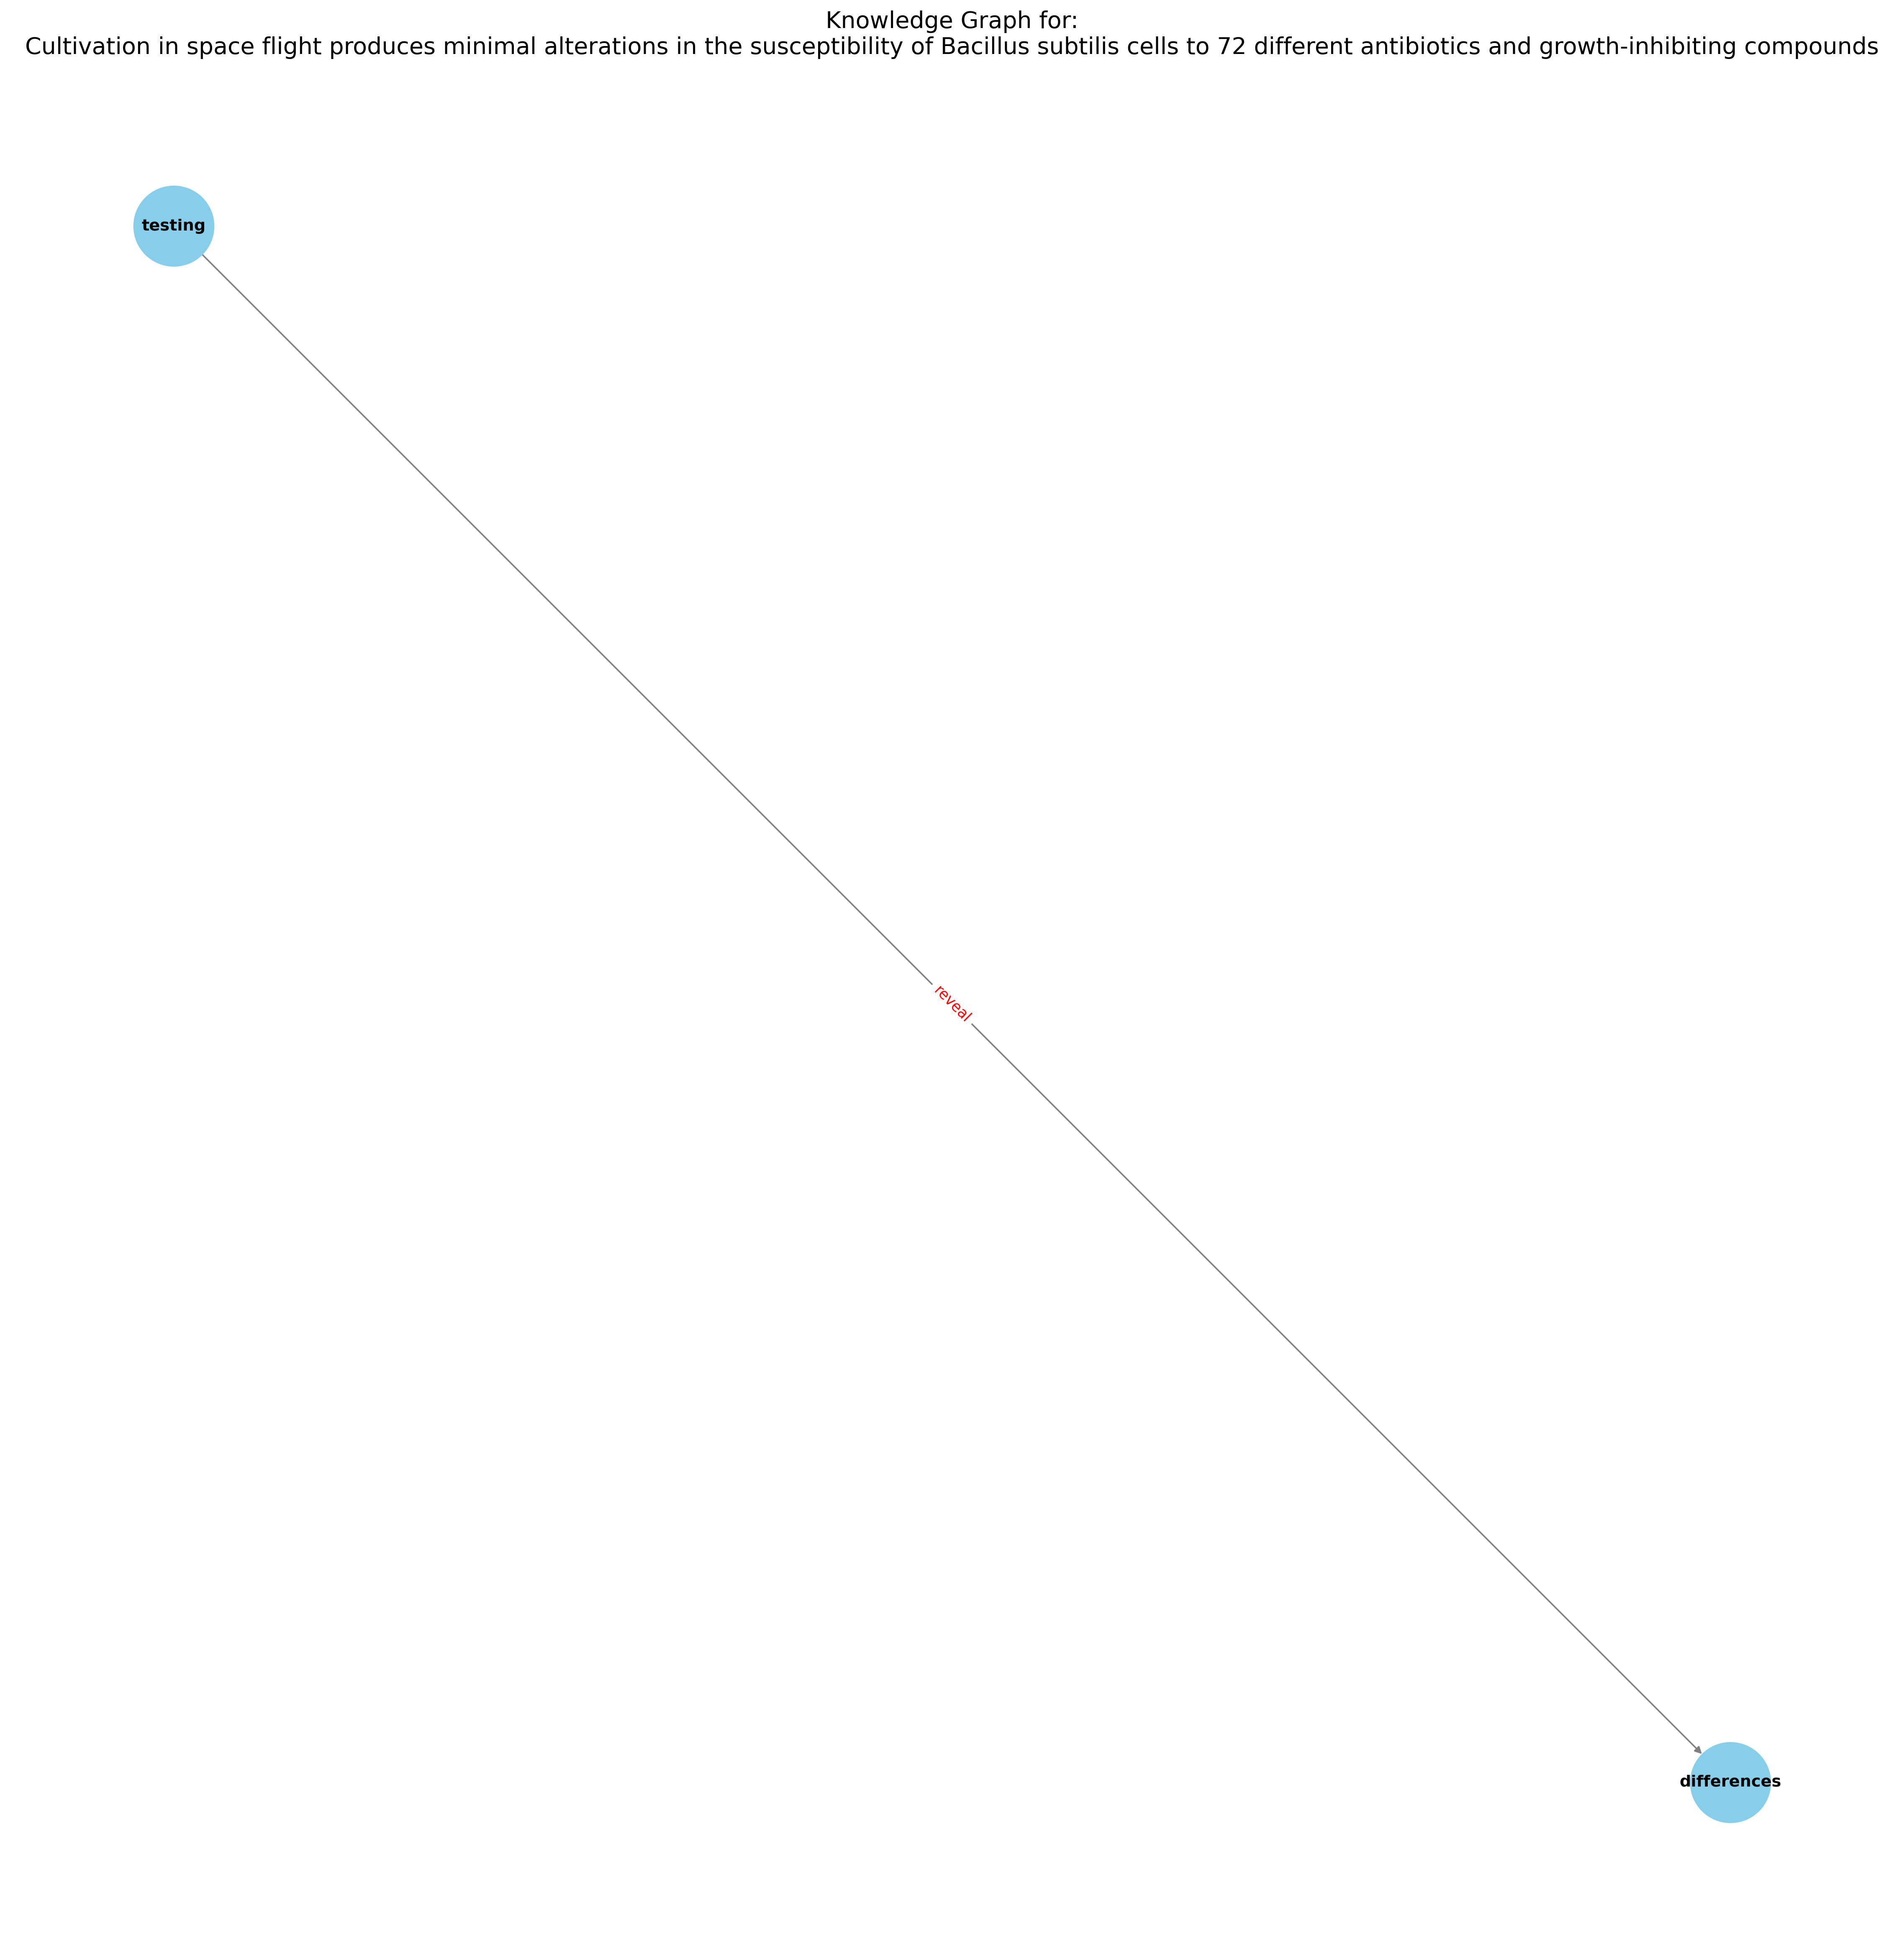 Knowledge Graph for:
Cultivation in space flight produces minimal alterations in the susceptibility of Bacillus subtilis cells to 72 different antibiotics and growth-inhibiting compounds
testing
reveal
differences